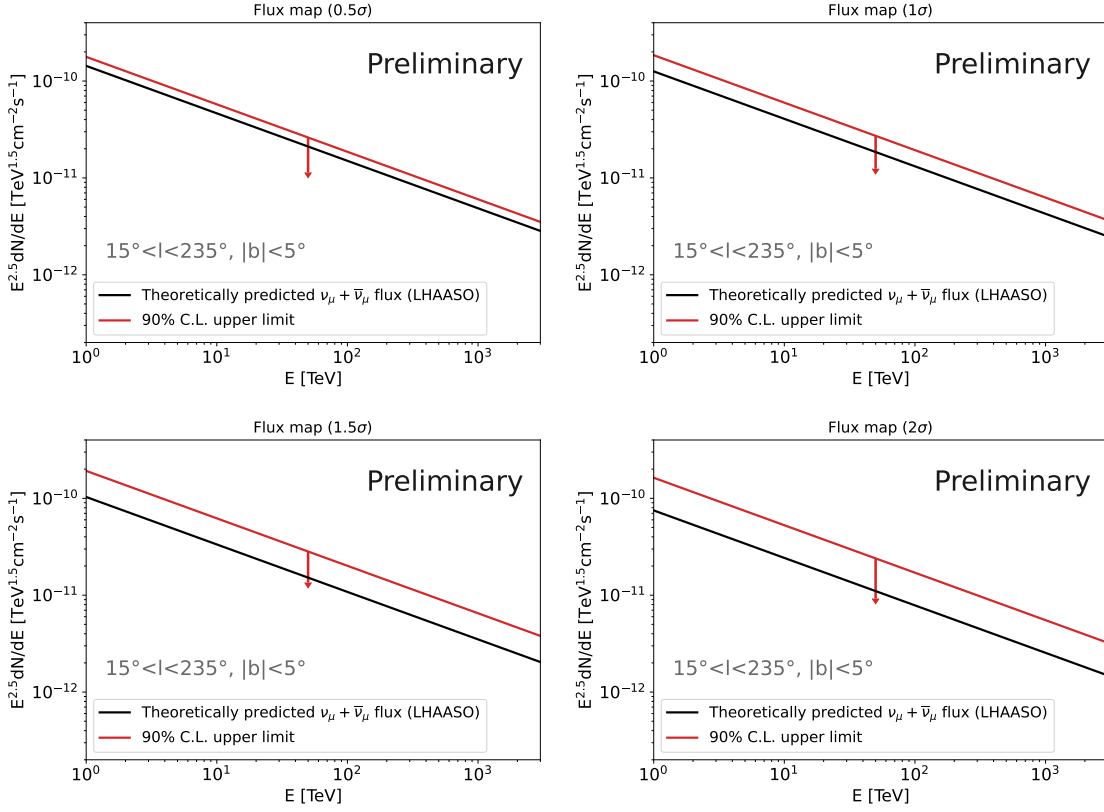 Flux map (0.5σ)
Preliminary
E^2.5dN/dE [TeV^1.5cm^−2s^−1]
10^−10
10^−11
10^−12
15°<l<235°, |b|<5°
Theoretically predicted ν_μ + ν̅_μ flux (LHAASO)
90% C.L. upper limit
10^0 10^1 10^2 10^3
E [TeV]
Flux map (1σ)
Preliminary
E^2.5dN/dE [TeV^1.5cm^−2s^−1]
10^−10
10^−11
10^−12
15°<l<235°, |b|<5°
Theoretically predicted ν_μ + ν̅_μ flux (LHAASO)
90% C.L. upper limit
10^0 10^1 10^2 10^3
E [TeV]
Flux map (1.5σ)
Preliminary
E^2.5dN/dE [TeV^1.5cm^−2s^−1]
10^−10
10^−11
10^−12
15°<l<235°, |b|<5°
Theoretically predicted ν_μ + ν̅_μ flux (LHAASO)
90% C.L. upper limit
10^0 10^1 10^2 10^3
E [TeV]
Flux map (2σ)
Preliminary
E^2.5dN/dE [TeV^1.5cm^−2s^−1]
10^−10
10^−11
10^−12
15°<l<235°, |b|<5°
Theoretically predicted ν_μ + ν̅_μ flux (LHAASO)
90% C.L. upper limit
10^0 10^1 10^2 10^3
E [TeV]